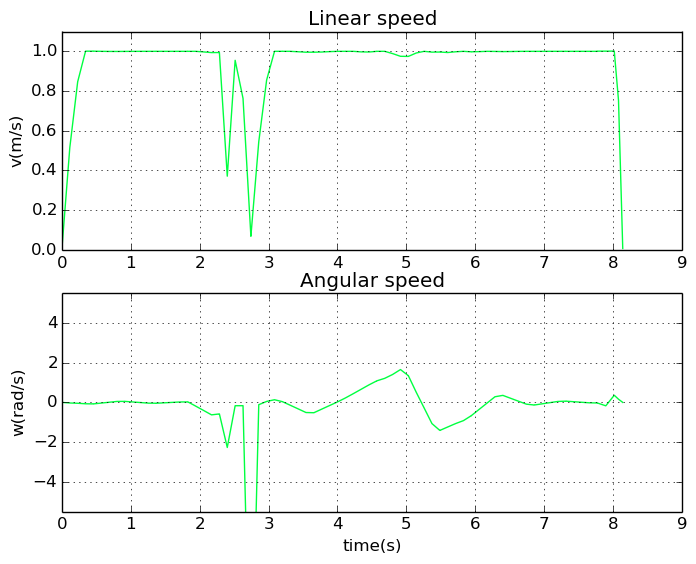 Linear speed
1.0
0.8
0.6
0.4
0.2
0.0
v(m/s)
0 1 2 3 4 5 6 7 8 9
Angular speed
4
2
0
−2
−4
w(rad/s)
0 1 2 3 4 5 6 7 8 9
time(s)